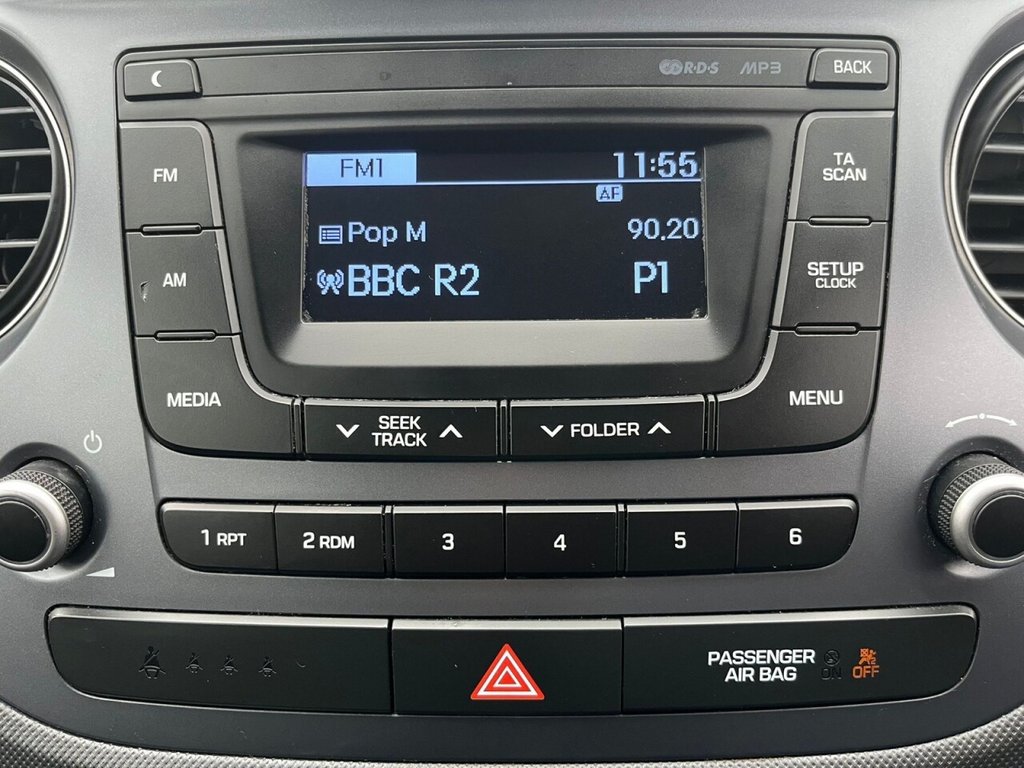 RDS MP3 BACK
FM
AM
MEDIA
FM1 11:55
AF
Pop M 90.20
BBC R2 P1
TA
SCAN
SETUP
CLOCK
MENU
SEEK
TRACK
FOLDER
1 RPT 2 RDM 3 4 5 6
PASSENGER
AIR BAG
ON OFF